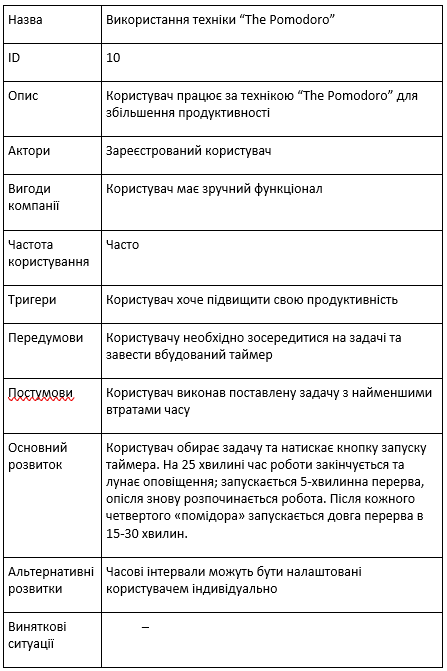 Назва
Використання техніки “The Pomodoro”
ID
10
Опис
Користувач працює за технікою “The Pomodoro” для
збільшення продуктивності
Актори
Зареєстрований користувач
Вигоди
компанії
Користувач має зручний функціонал
Частота
користування
Часто
Тригери
Користувач хоче підвищити свою продуктивність
Передумови
Користувачу необхідно зосередитися на задачі та
завести вбудований таймер
Постумови
Користувач виконав поставлену задачу з найменшими
втратами часу
Основний
розвиток
Користувач обирає задачу та натискає кнопку запуску
таймера. На 25 хвилині час роботи закінчується та
лунає оповіщення; запускається 5-хвилинна перерва,
опісля знову розпочинається робота. Після кожного
четвертого «помідора» запускається довга перерва в
15-30 хвилин.
Альтернативні
розвитки
Часові інтервали можуть бути налаштовані
користувачем індивідуально
Виняткові
ситуації
–